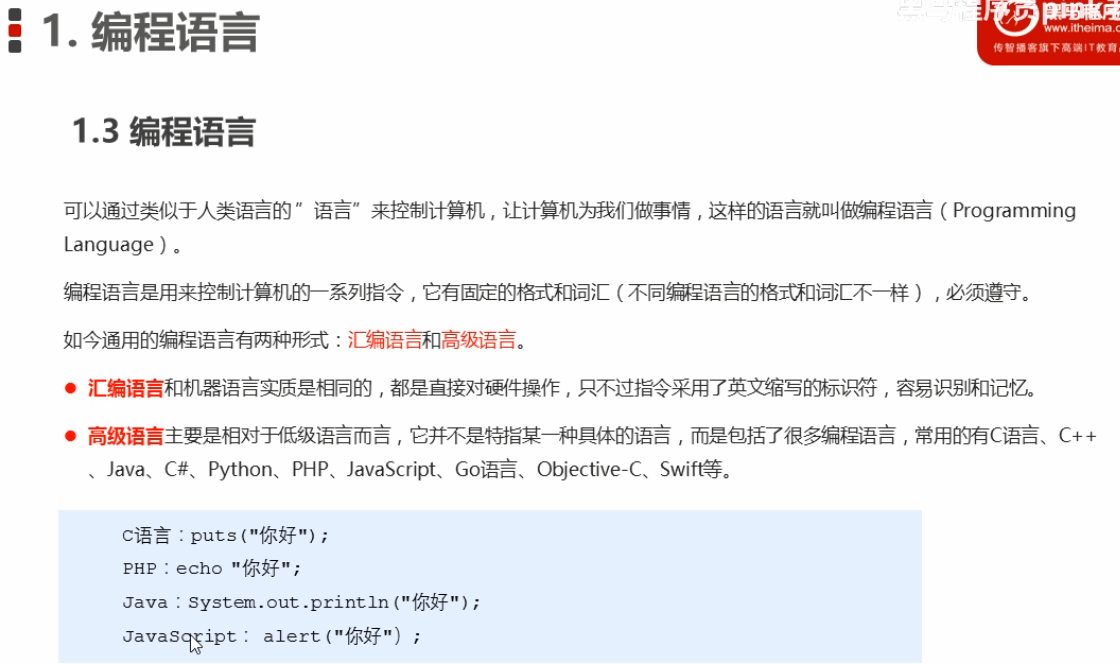 1. 编程语言
www.itheima.c
传智播客旗下高端IT教育
1.3 编程语言
可以通过类似于人类语言的”语言”来控制计算机，让计算机为我们做事情，这样的语言就叫做编程语言（Programming
Language）。
编程语言是用来控制计算机的一系列指令，它有固定的格式和词汇（不同编程语言的格式和词汇不一样），必须遵守。
如今通用的编程语言有两种形式：汇编语言和高级语言。
● 汇编语言和机器语言实质是相同的，都是直接对硬件操作，只不过指令采用了英文缩写的标识符，容易识别和记忆。
● 高级语言主要是相对于低级语言而言，它并不是特指某一种具体的语言，而是包括了很多编程语言，常用的有C语言、C++
、Java、C#、Python、PHP、JavaScript、Go语言、Objective-C、Swift等。
C语言：puts("你好");
PHP：echo "你好";
Java：System.out.println("你好");
JavaScript： alert("你好"）;